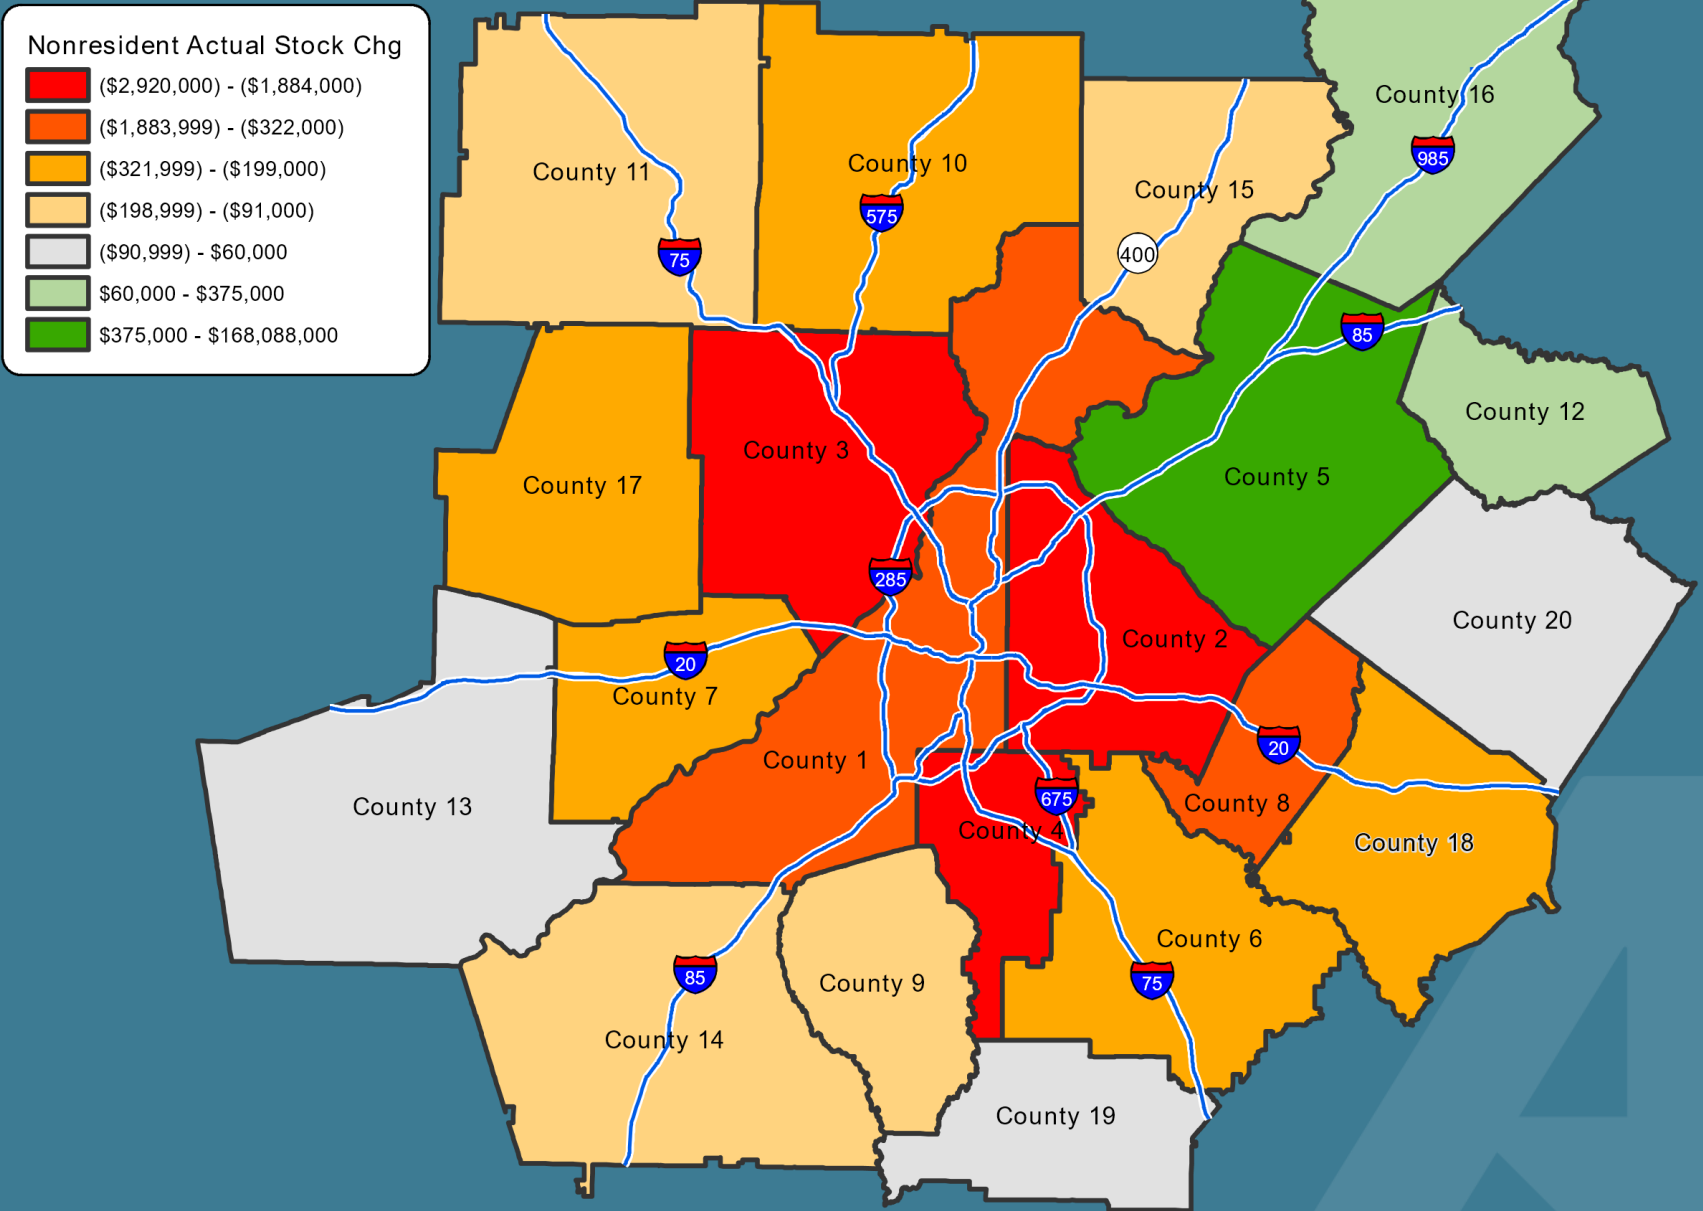 Nonresident Actual Stock Chg
($2,920,000) - ($1,884,000)
($1,883,999) - ($322,000)
($321,999) - ($199,000)
($198,999) - ($91,000)
($90,999) - $60,000
$60,000 - $375,000
$375,000 - $168,088,000
County 16
985
County 11
County 10
County 15
575
400
75
85
County 12
County 3
County 5
County 17
285
County 20
County 2
20
County 7
20
County 1
675
County 8
County 13
County 4
County 18
County 6
85
County 9
75
County 14
County 19